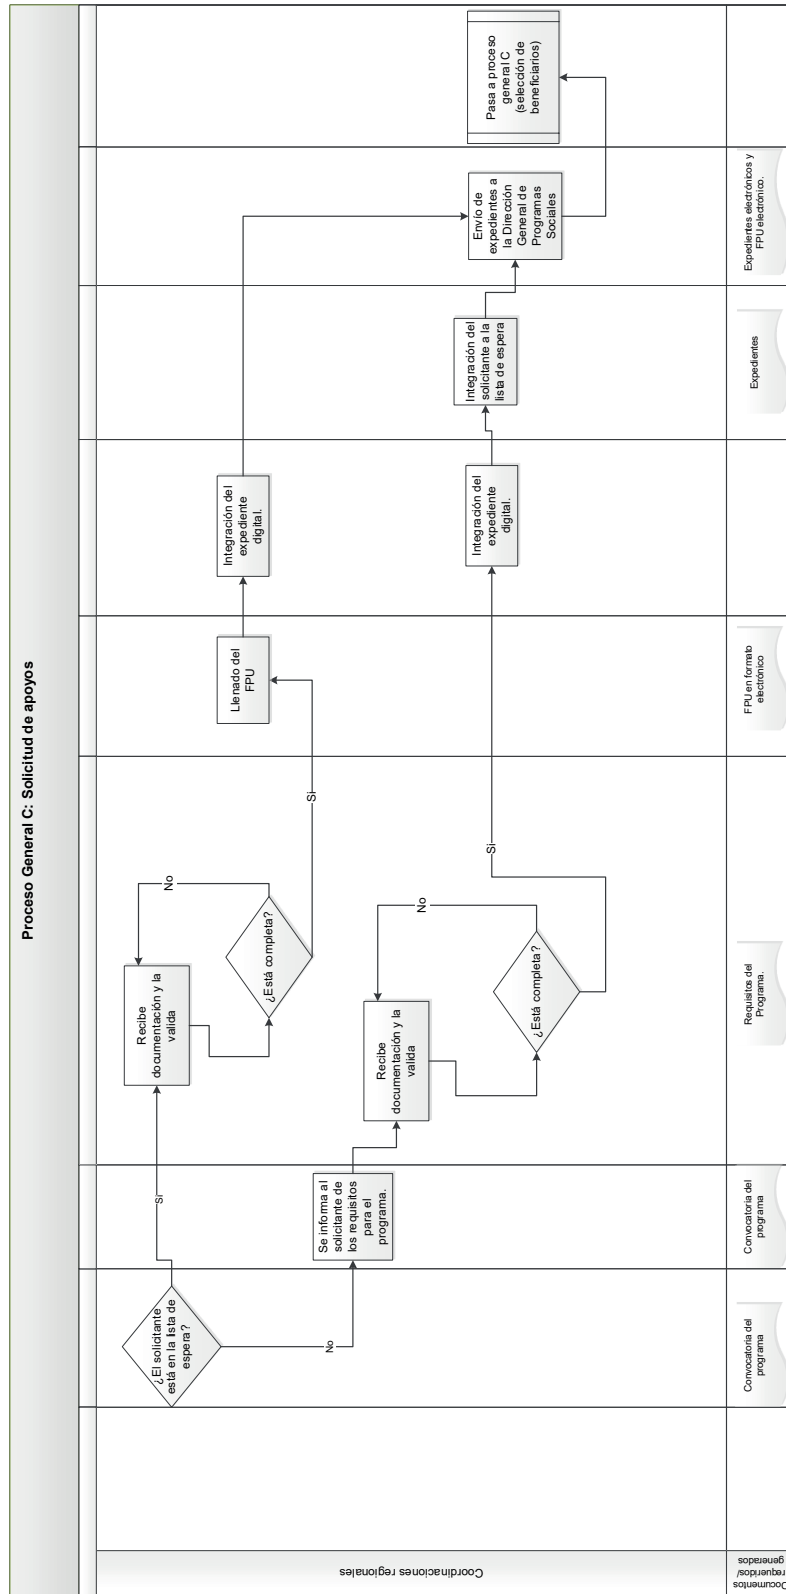 Proceso General C: Solicitud de apoyos
Coordinaciones regionales
¿El solicitante
está en la lista de
espera?
Si
No
Se informa al
solicitante de
los requisitos
para el
programa.
Recibe
documentación y la
valida
¿Está completa?
No
Si
Recibe
documentación y la
valida
¿Está completa?
No
Si
Llenado del
FPU
Integración del
expediente
digital.
Integración del
expediente
digital.
Integración del
solicitante a la
lista de espera
Envío de
expedientes a
la Dirección
General de
Programas
Sociales
Pasa a proceso
general C
(selección de
beneficiarios)
Documentos
requeridos/
generados
Convocatoria del
programa
Convocatoria del
programa
Requisitos del
Programa.
FPU en formato
electrónico
Expedientes
Expedientes electrónicos y
FPU electrónico.